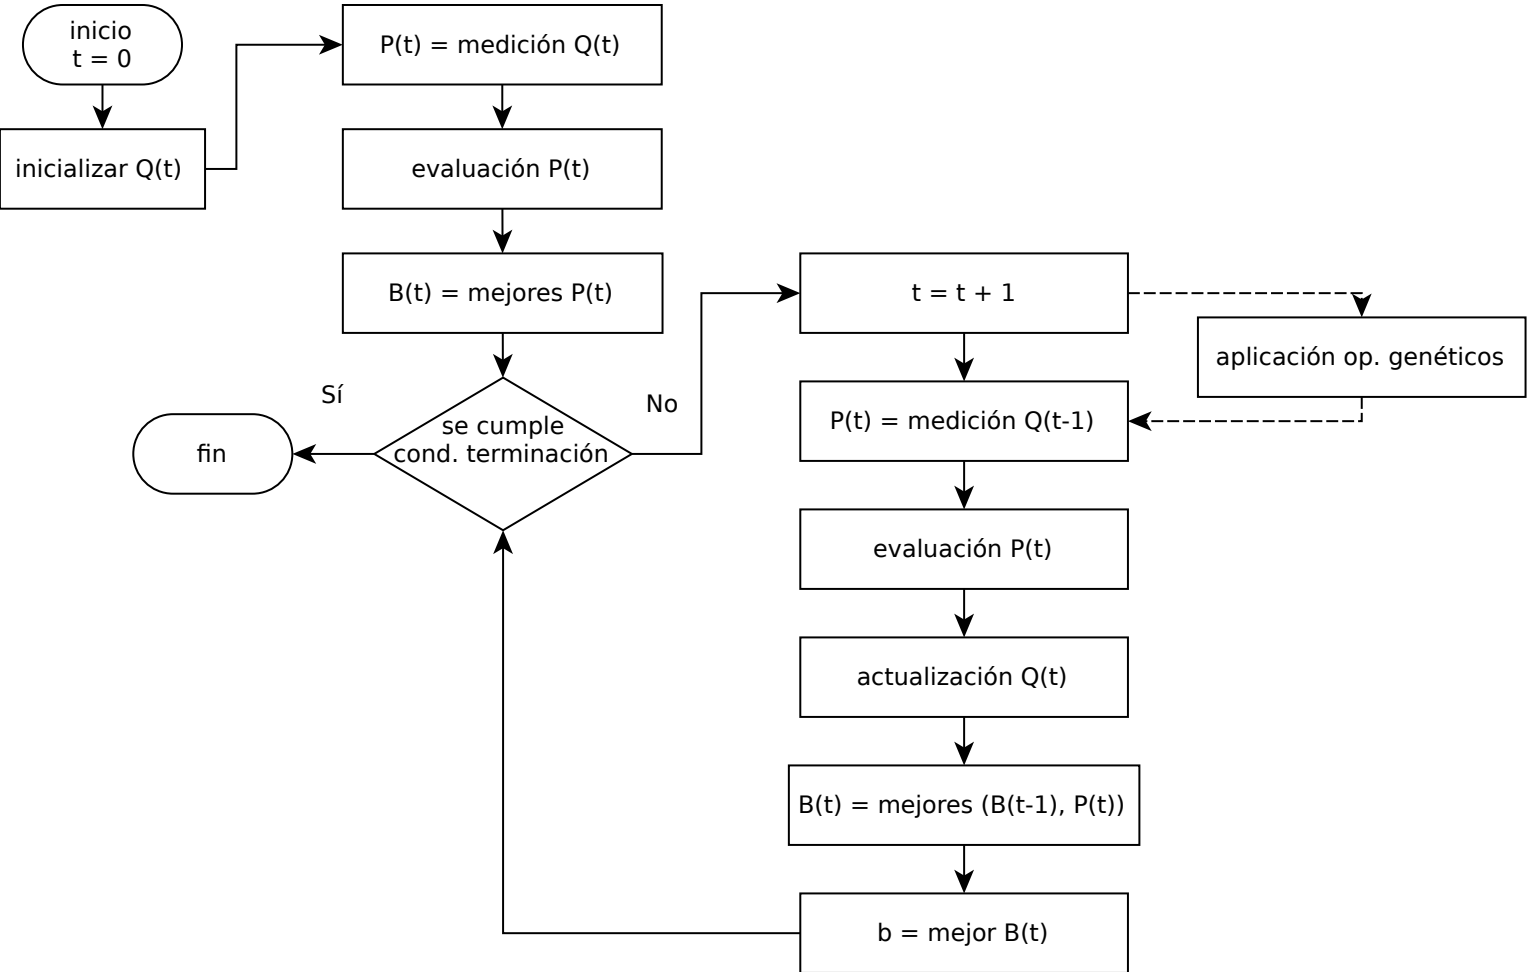 inicio
t = 0
inicializar Q(t)
P(t) = medición Q(t)
evaluación P(t)
B(t) = mejores P(t)
se cumple
cond. terminación
Sí
fin
No
t = t + 1
aplicación op. genéticos
P(t) = medición Q(t-1)
evaluación P(t)
actualización Q(t)
B(t) = mejores (B(t-1), P(t))
b = mejor B(t)